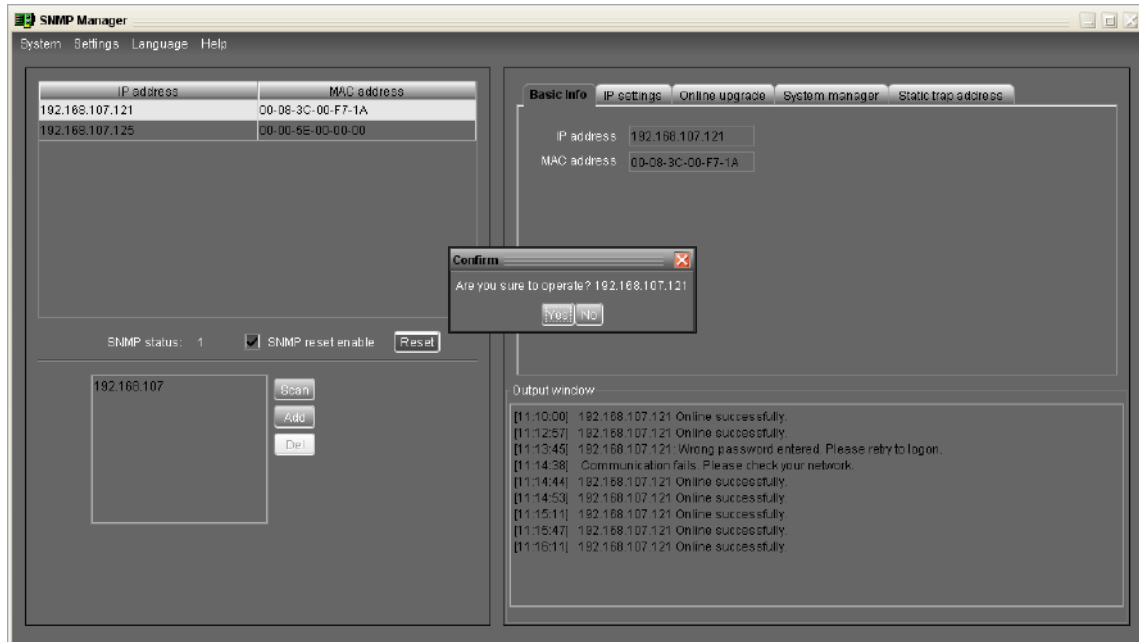 SNMP Manager
System Settings Language Help
IP address MAC address
192.168.107.121 00-08-3C-00-F7-1A
192.168.107.125 00-00-5E-00-00-00
SNMP status: 1 SNMP reset enable Reset
192.168.107
Scan
Add
Del
Basic Info IP settings Online upgrade System manager Static trap address
IP address 192.168.107.121
MAC address 00-08-3C-00-F7-1A
Confirm
Are you sure to operate? 192.168.107.121
Yes No
Output window
[11:10:00] 192.168.107.121 Online successfully.
[11:12:57] 192.168.107.121 Online successfully.
[11:13:45] 192.168.107.121: Wrong password entered. Please retry to logon.
[11:14:38] Communication fails. Please check your network.
[11:14:44] 192.168.107.121 Online successfully.
[11:14:53] 192.168.107.121 Online successfully.
[11:15:11] 192.168.107.121 Online successfully.
[11:15:47] 192.168.107.121 Online successfully.
[11:16:11] 192.168.107.121 Online successfully.